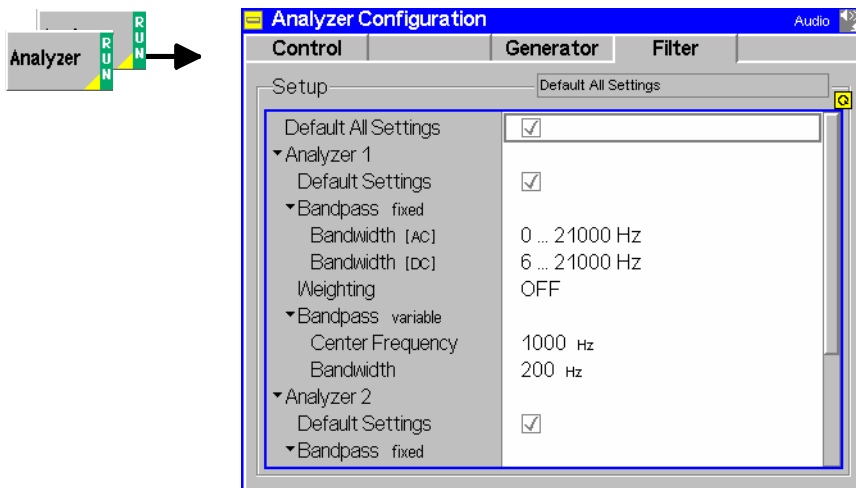 RUN
Analyzer
RUN
Analyzer Configuration Audio
Control Generator Filter
Setup Default All Settings
Default All Settings
Analyzer 1
Default Settings
Bandpass fixed
Bandwidth [AC] 0 ... 21000 Hz
Bandwidth [DC] 6 ... 21000 Hz
Weighting OFF
Bandpass variable
Center Frequency 1000 Hz
Bandwidth 200 Hz
Analyzer 2
Default Settings
Bandpass fixed